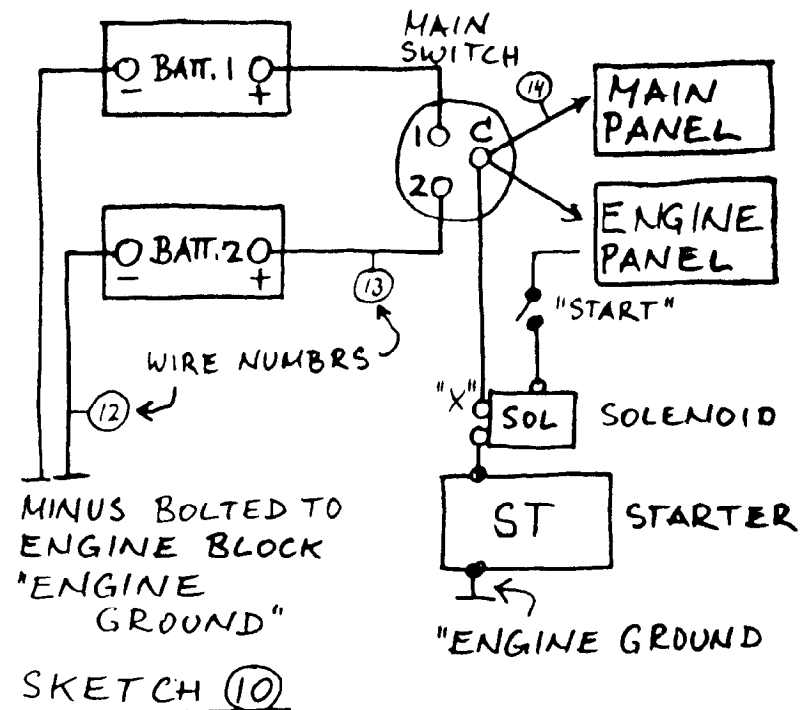 MAIN
SWITCH
− BATT. 1 +
14
MAIN
PANEL
1 C
2
− BATT. 2 +
ENGINE
PANEL
13
"START"
WIRE NUMBRS
12
"X"
SOL
SOLENOID
MINUS BOLTED TO
ENGINE BLOCK
"ENGINE
GROUND"
ST
STARTER
"ENGINE GROUND
SKETCH 10